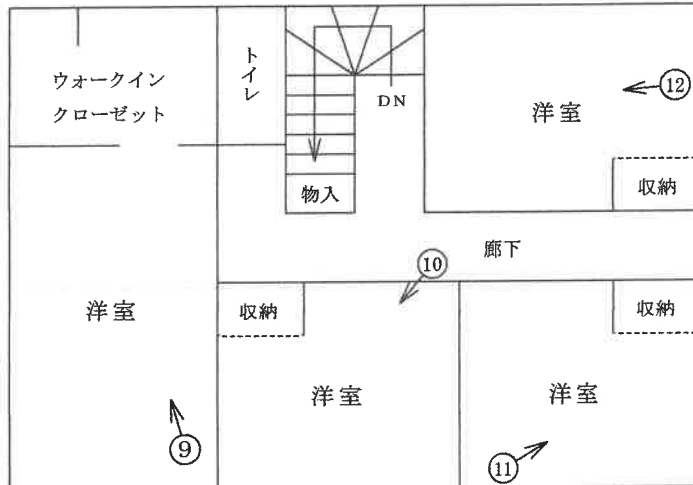 ウォークイン
クローゼット
トイレ
DN
洋室
⑫
収納
物入
廊下
⑩
洋室
収納
洋室
収納
洋室
⑨
⑪